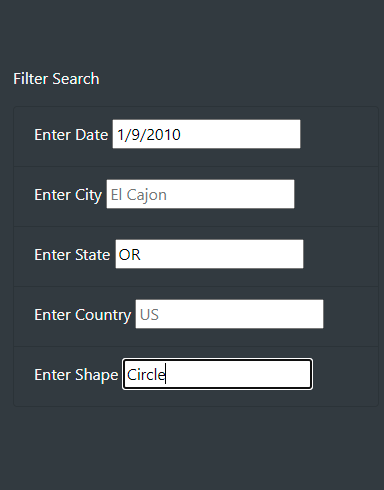 Filter Search
Enter Date 1/9/2010
Enter City El Cajon
Enter State OR
Enter Country US
Enter Shape Circle